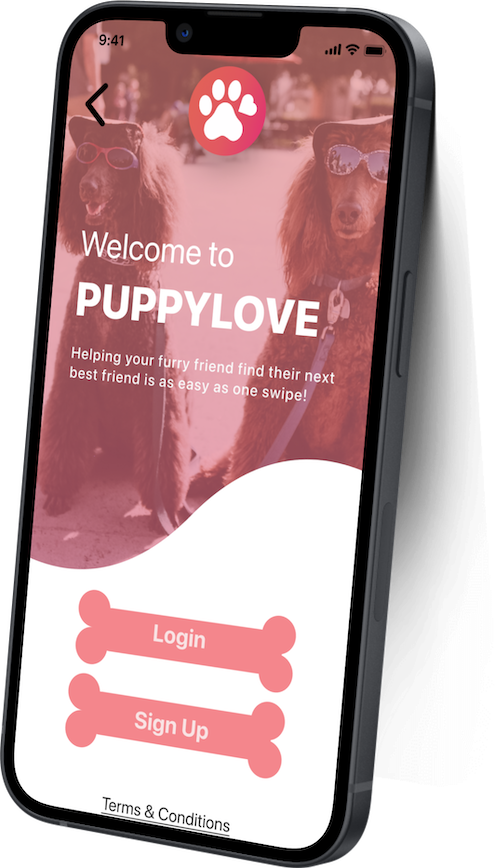 9:41
Welcome to
PUPPYLOVE
Helping your furry friend find their next
best friend is as easy as one swipe!
Login
Sign Up
Terms & Conditions